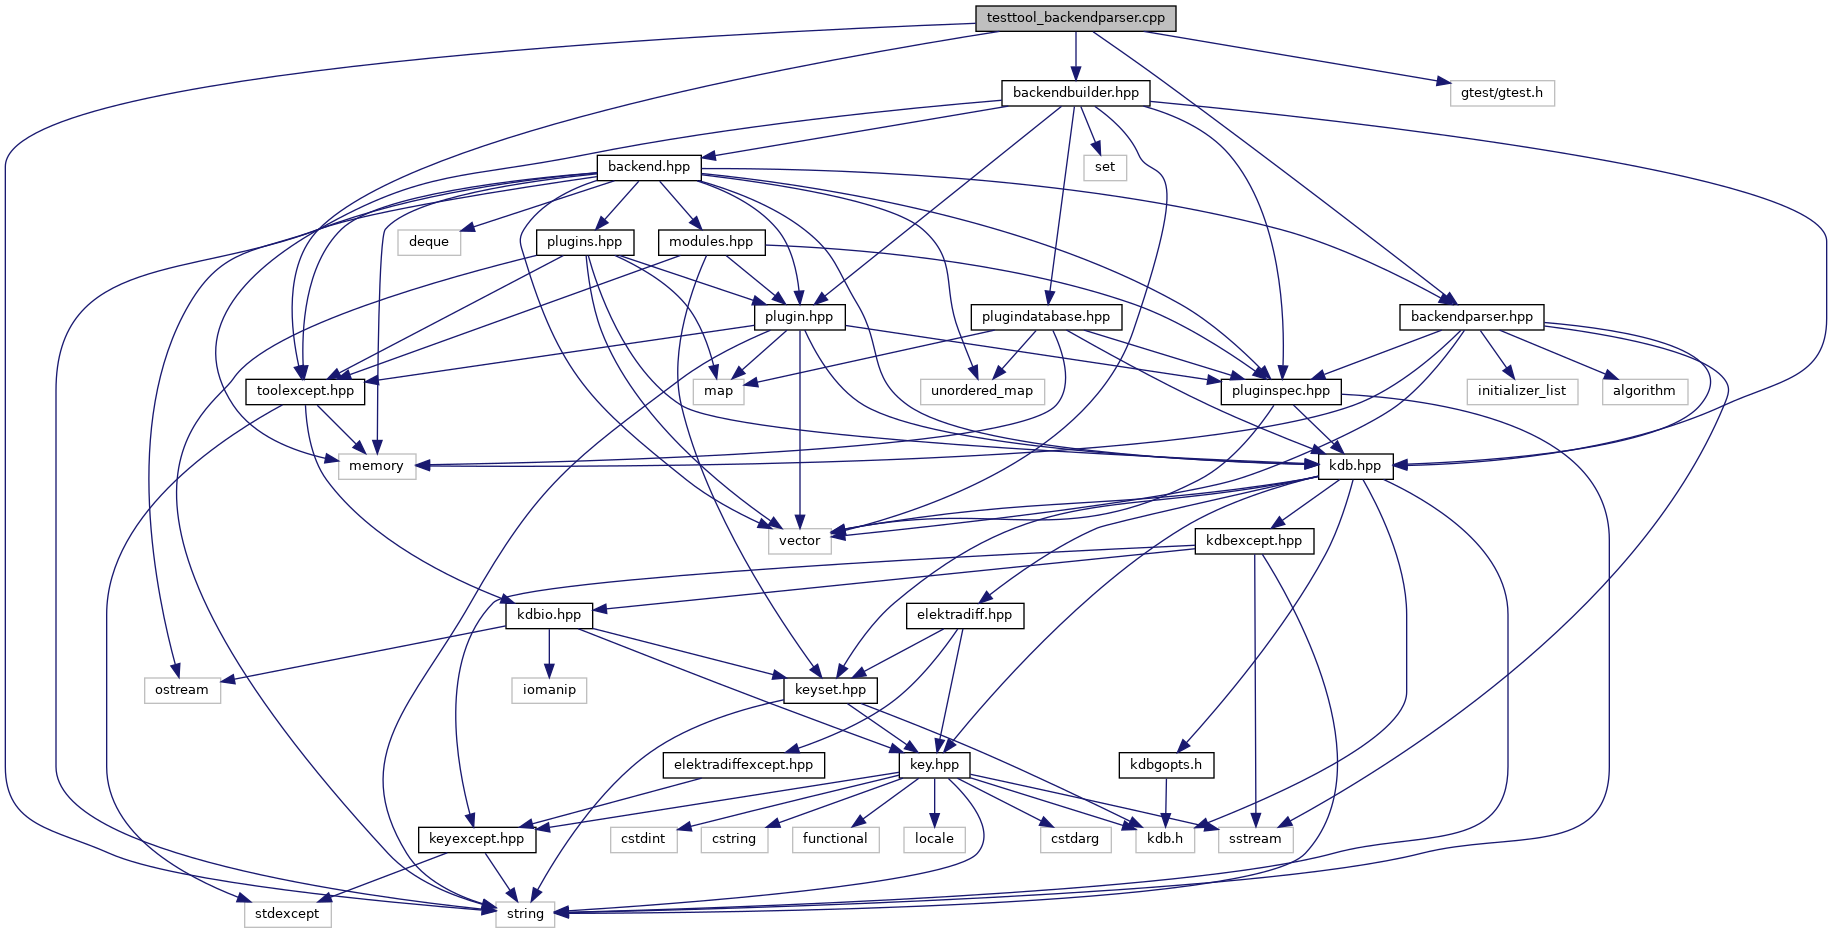 testtool_backendparser.cpp
backendbuilder.hpp
gtest/gtest.h
backend.hpp
set
deque
plugins.hpp
modules.hpp
plugin.hpp
plugindatabase.hpp
backendparser.hpp
toolexcept.hpp
map
unordered_map
pluginspec.hpp
initializer_list
algorithm
memory
kdb.hpp
vector
kdbexcept.hpp
kdbio.hpp
elektradiff.hpp
ostream
iomanip
keyset.hpp
elektradiffexcept.hpp
key.hpp
kdbgopts.h
keyexcept.hpp
cstdint
cstring
functional
locale
cstdarg
kdb.h
sstream
stdexcept
string